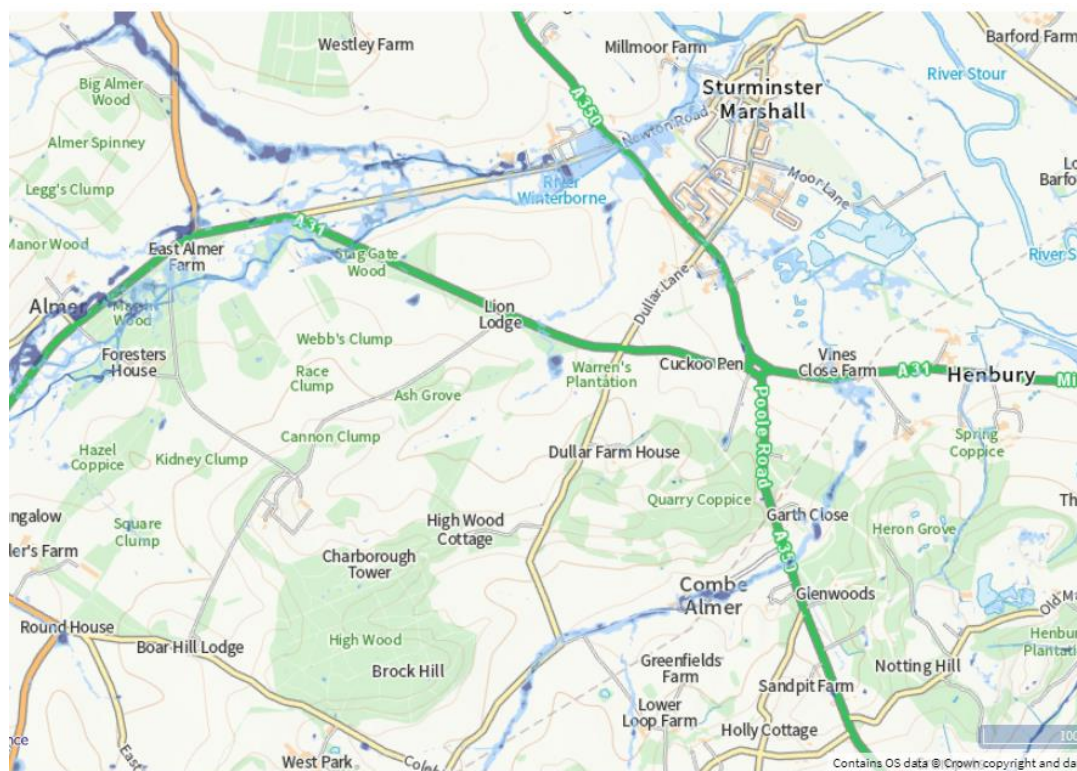 Westley Farm
Millmoor Farm
Barford Farm
River Stour
Big Almer
Wood
Sturminster
Marshall
A 350
Newton Road
Almer Spinney
Legg's Clump
River
Winterborne
Moor Lane
Manor Wood
East Almer
Farm
A 31
Stag Gate
Wood
Almer
Wood
Lion
Lodge
Dullar Lane
Foresters
House
Webb's Clump
Race
Clump
Ash Grove
Warren's
Plantation
Cuckoo Pen
Vines
Close Farm
A 31
Henbury
Poole Road
Hazel
Coppice
Kidney Clump
Cannon Clump
Dullar Farm House
Spring
Coppice
Quarry Coppice
Square
Clump
High Wood
Cottage
Garth Close
Heron Grove
Charborough
Tower
A 350
Combe
Almer
Glenwoods
Round House
Boar Hill Lodge
High Wood
Brock Hill
Greenfields
Farm
Notting Hill
Sandpit Farm
Lower
Loop Farm
Holly Cottage
West Park
Contains OS data © Crown copyright and da